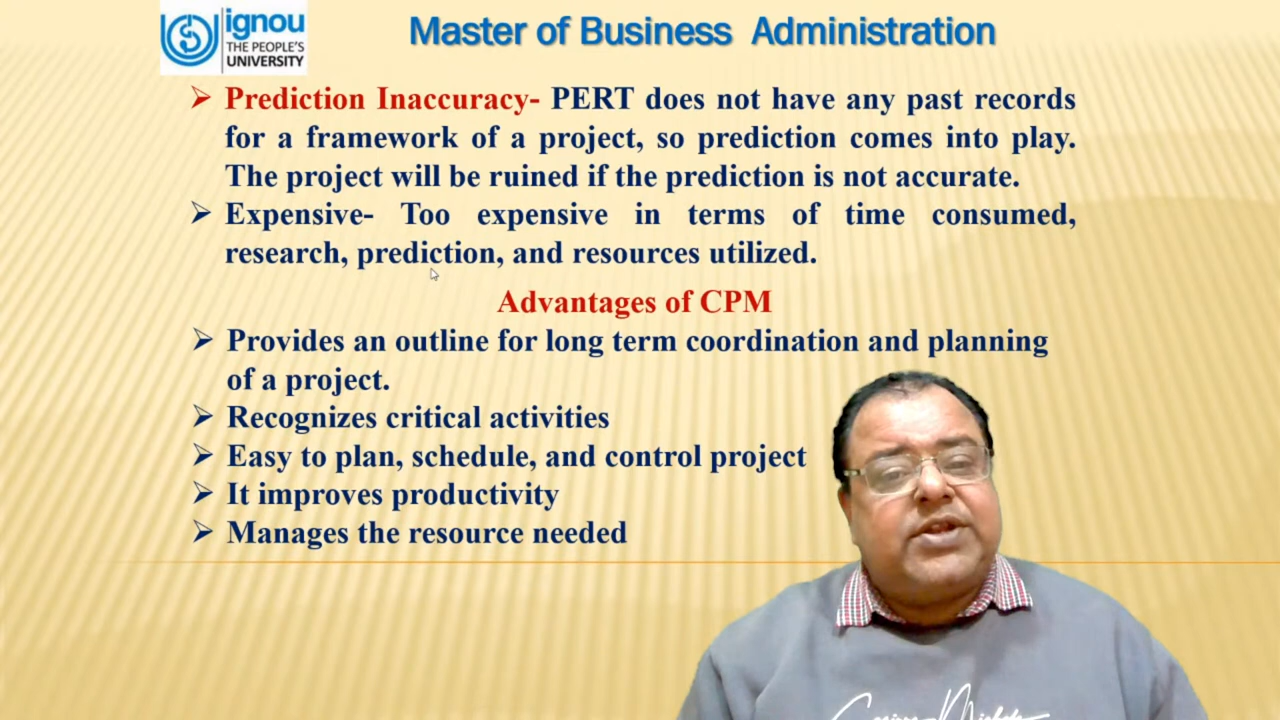 ignou
THE PEOPLE'S
UNIVERSITY
Master of Business Administration
➢ Prediction Inaccuracy- PERT does not have any past records
for a framework of a project, so prediction comes into play.
The project will be ruined if the prediction is not accurate.
➢ Expensive- Too expensive in terms of time consumed,
research, prediction, and resources utilized.
Advantages of CPM
➢ Provides an outline for long term coordination and planning
of a project.
➢ Recognizes critical activities
➢ Easy to plan, schedule, and control project
➢ It improves productivity
➢ Manages the resource needed